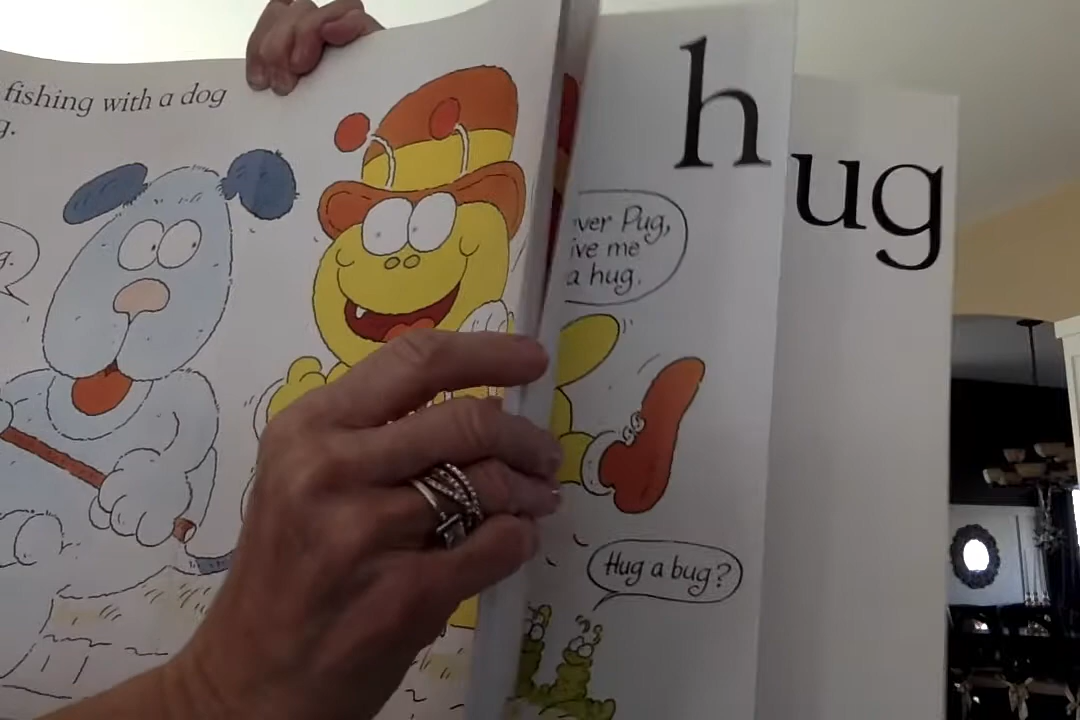 fishing with a dog
g.
g.
h
ug
ver Pug,
ive me
a hug.
Hug a bug?